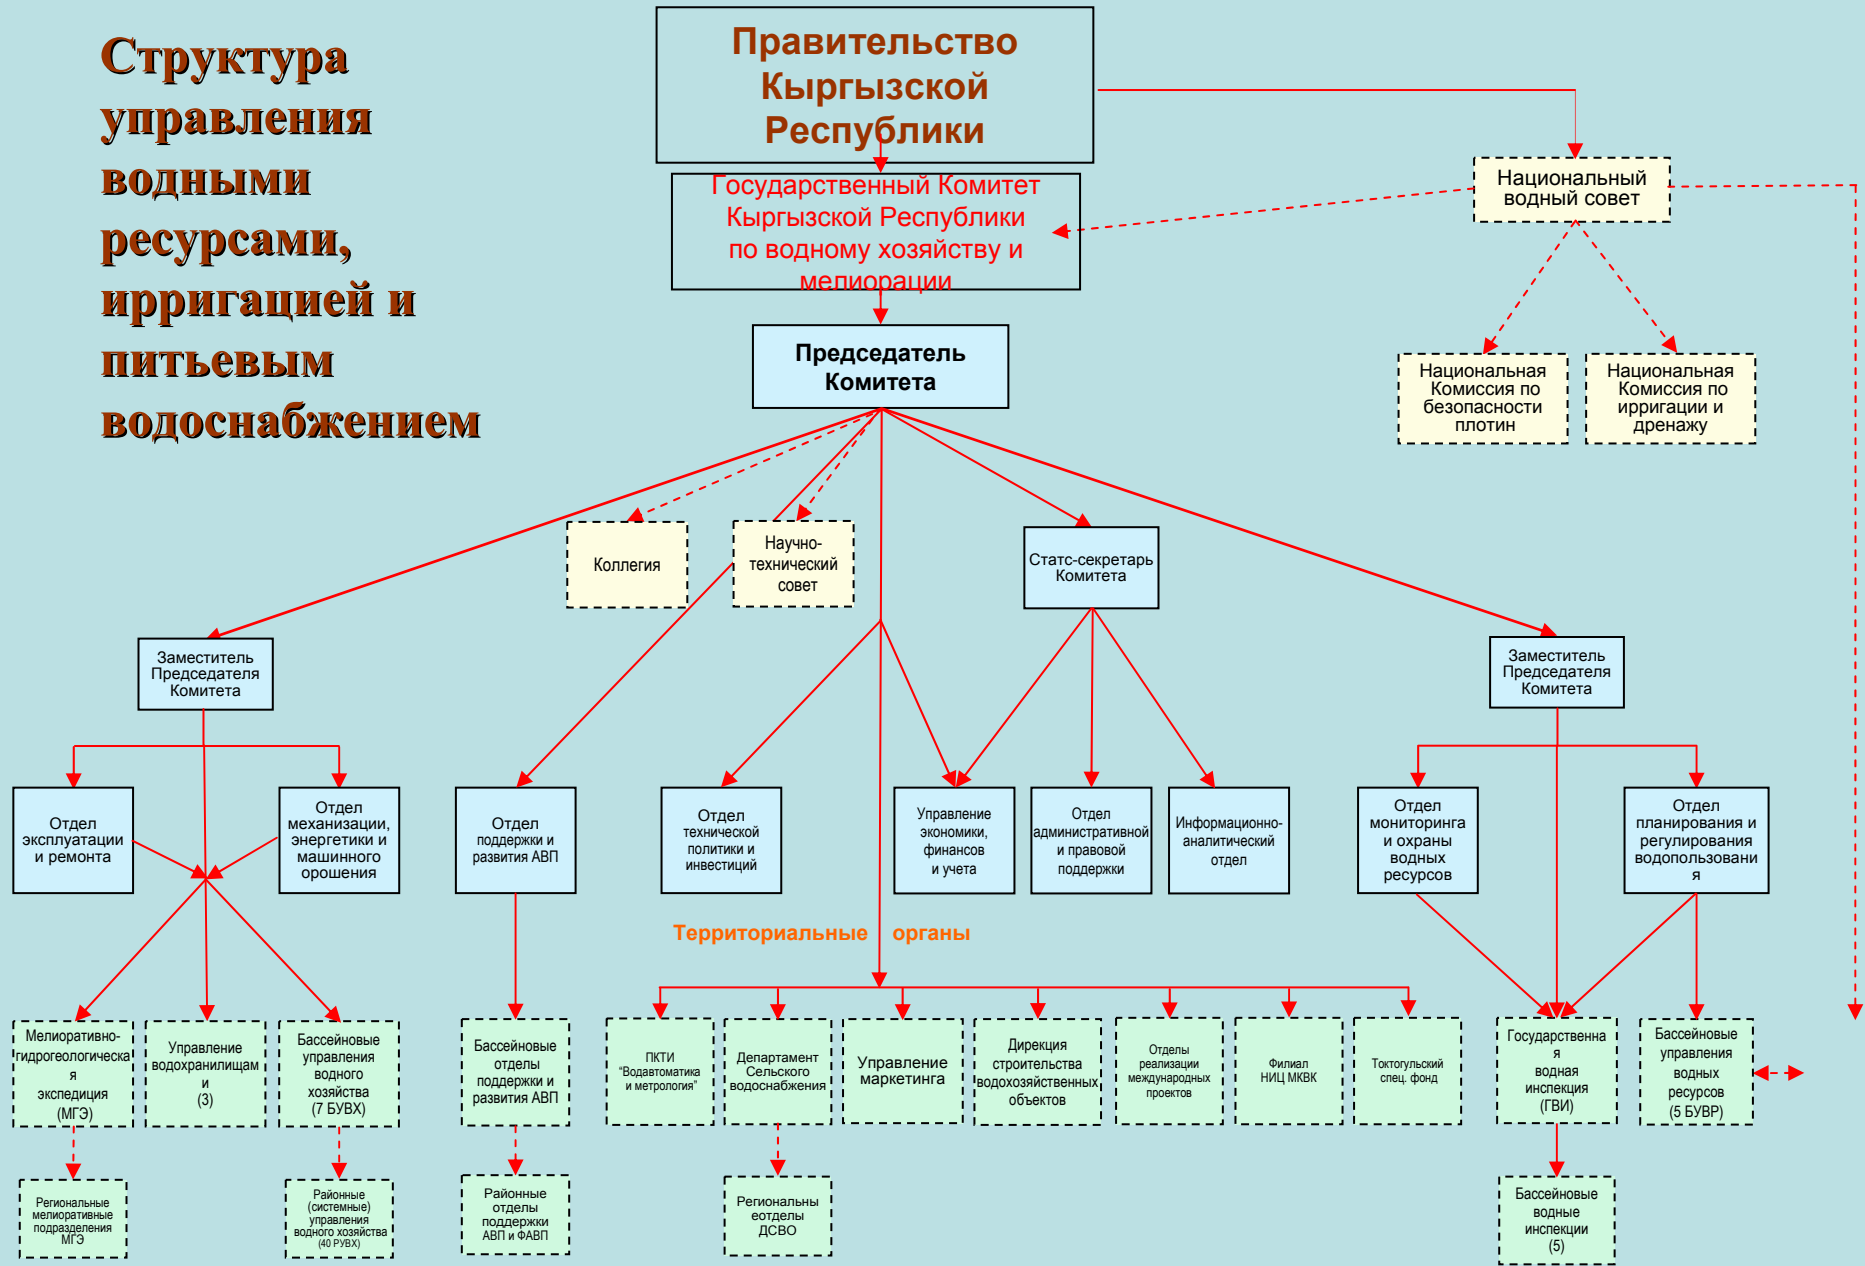 Структура
управления
водными
ресурсами,
ирригацией и
питьевым
водоснабжением
Правительство
Кыргызской
Республики
Государственный Комитет
Кыргызской Республики
по водному хозяйству и
мелиорации
Национальный
водный совет
Председатель
Комитета
Национальная
Комиссия по
безопасности
плотин
Национальная
Комиссия по
ирригации и
дренажу
Коллегия
Научно-
технический
совет
Статс-секретарь
Комитета
Заместитель
Председателя
Комитета
Заместитель
Председателя
Комитета
Отдел
эксплуатации
и ремонта
Отдел
механизации,
энергетики и
машинного
орошения
Отдел
поддержки и
развития АВП
Отдел
технической
политики и
инвестиций
Управление
экономики,
финансов
и учета
Отдел
административной
и правовой
поддержки
Информационно-
аналитический
отдел
Отдел
мониторинга
и охраны
водных
ресурсов
Отдел
планирования и
регулирования
водопользовани
я
Территориальные органы
Мелиоративно-
гидрогеологическа
я
экспедиция
(МГЭ)
Управление
водохранилищам
и
(3)
Бассейновые
управления
водного
хозяйства
(7 БУВХ)
Бассейновые
отделы
поддержки и
развития АВП
ПКТИ
“Водавтоматика
и метрология”
Департамент
Сельского
водоснабжения
Управление
маркетинга
Дирекция
строительства
водохозяйственных
объектов
Отделы
реализации
международных
проектов
Филиал
НИЦ МКВК
Токтогульский
спец. фонд
Государственна
я
водная
инспекция
(ГВИ)
Бассейновые
управления
водных
ресурсов
(5 БУВР)
Региональные
мелиоративные
подразделения
МГЭ
Районные
(системные)
управления
водного хозяйства
(40 РУВХ)
Районные
отделы
поддержки
АВП и ФАВП
Региональны
еотделы
ДСВО
Бассейновые
водные
инспекции
(5)